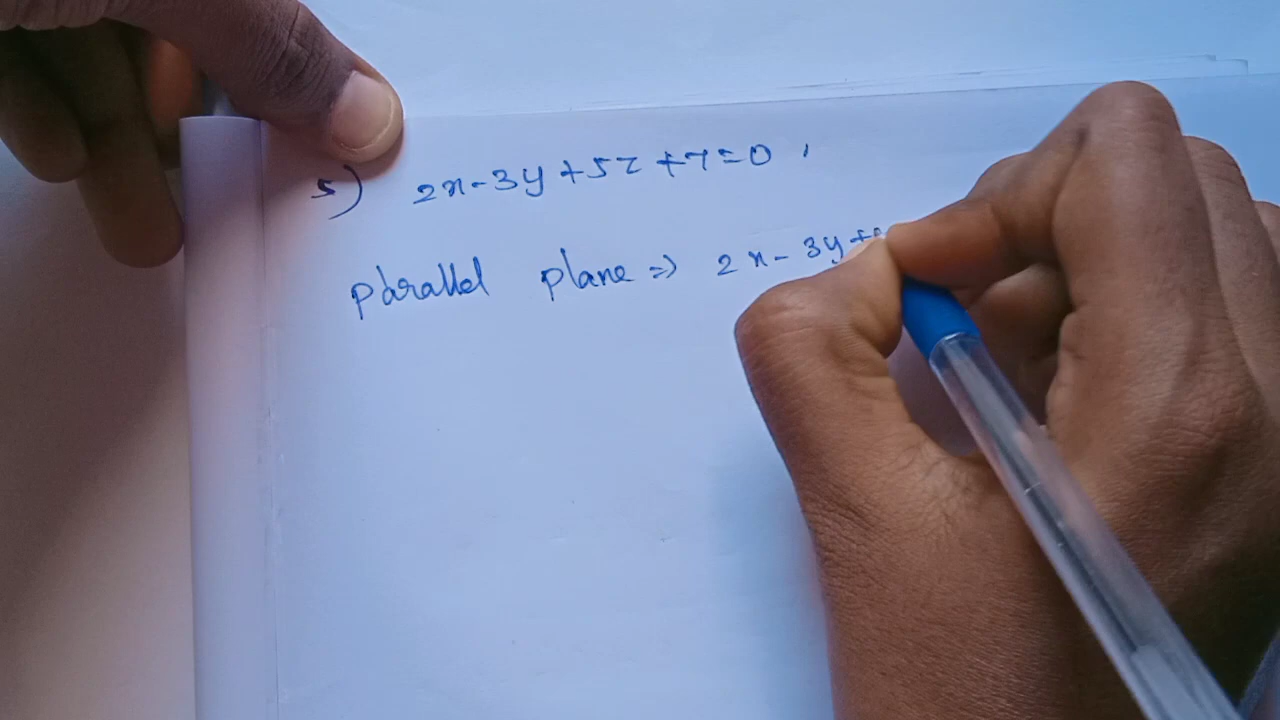 5) 2x-3y+5z+7=0,
parallel plane => 2x-3y+